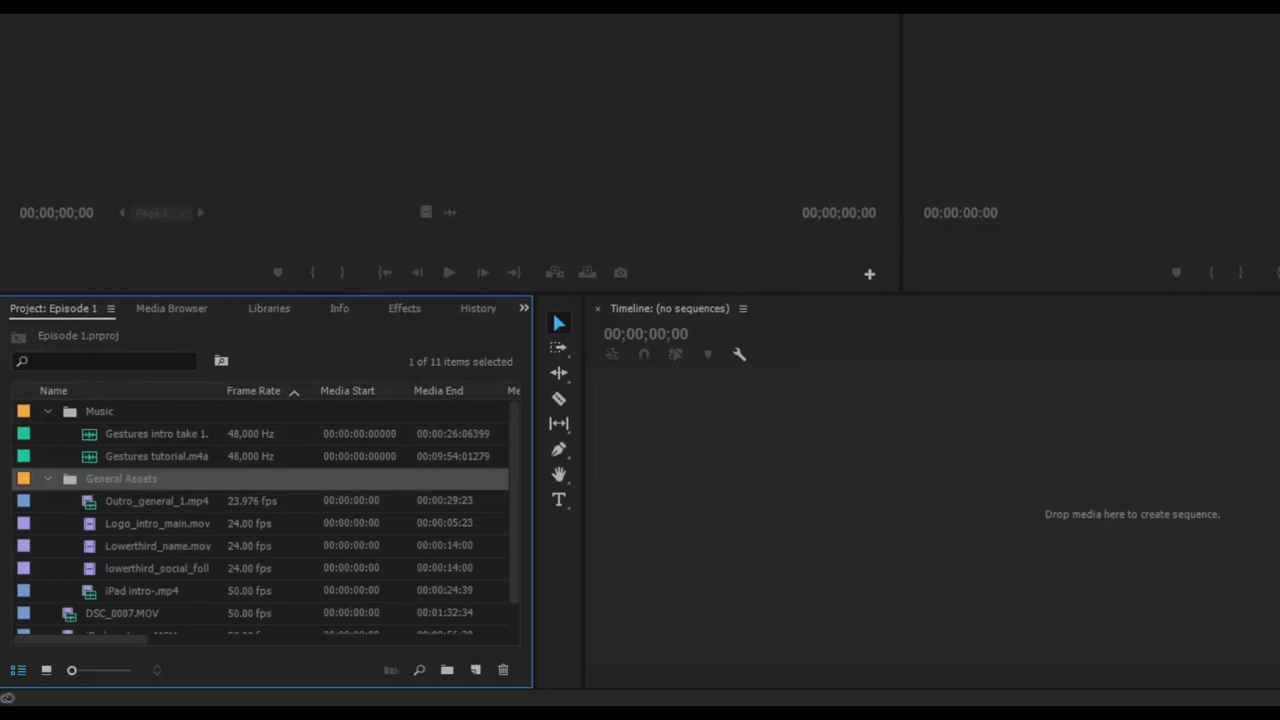 00;00;00;00 Page 1 00;00;00;00 00:00:00:00
Project: Episode 1 Media Browser Libraries Info Effects History
Episode 1.prproj
1 of 11 items selected
Name Frame Rate Media Start Media End Me
Music
Gestures intro take 1. 48,000 Hz 00:00:00:00000 00:00:26:06399
Gestures tutorial.m4a 48,000 Hz 00:00:00:00000 00:09:54:01279
General Assets
Outro_general_1.mp4 23.976 fps 00:00:00:00 00:00:29:23
Logo_intro_main.mov 24.00 fps 00:00:00:00 00:00:05:23
Lowerthird_name.mov 24.00 fps 00:00:00:00 00:00:14:00
lowerthird_social_foll 24.00 fps 00:00:00:00 00:00:14:00
iPad intro-.mp4 50.00 fps 00:00:00:00 00:00:24:39
DSC_0007.MOV 50.00 fps 00:00:00:00 00:01:32:34
Timeline: (no sequences)
00;00;00;00
T
Drop media here to create sequence.